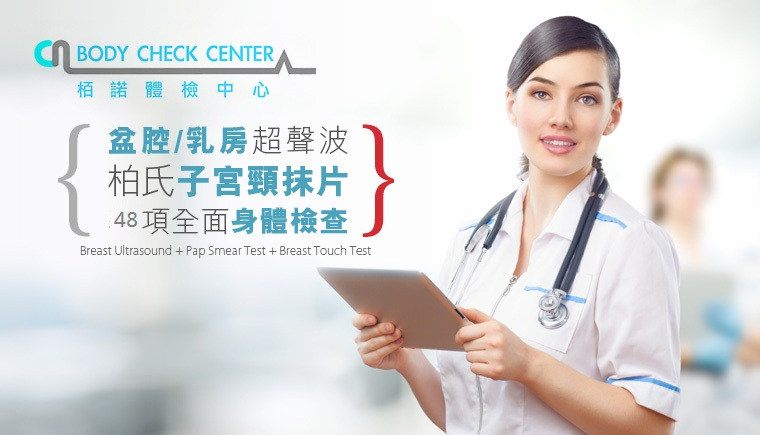 cn BODY CHECK CENTER
栢諾體檢中心
盆腔/乳房超聲波
柏氏子宮頸抹片
48項全面身體檢查
Breast Ultrasound + Pap Smear Test + Breast Touch Test